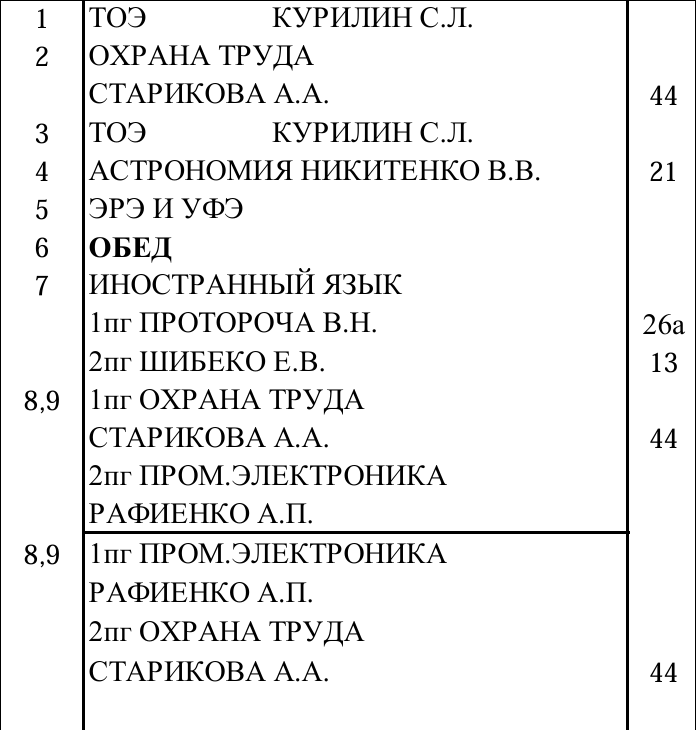 1 ТОЭ КУРИЛИН С.Л.
2 ОХРАНА ТРУДА
СТАРИКОВА А.А. 44
3 ТОЭ КУРИЛИН С.Л.
4 АСТРОНОМИЯ НИКИТЕНКО В.В. 21
5 ЭРЭ И УФЭ
6 ОБЕД
7 ИНОСТРАННЫЙ ЯЗЫК
1пг ПРОТОРОЧА В.Н. 26а
2пг ШИБЕКО Е.В. 13
8,9 1пг ОХРАНА ТРУДА
СТАРИКОВА А.А. 44
2пг ПРОМ.ЭЛЕКТРОНИКА
РАФИЕНКО А.П.
8,9 1пг ПРОМ.ЭЛЕКТРОНИКА
РАФИЕНКО А.П.
2пг ОХРАНА ТРУДА
СТАРИКОВА А.А. 44